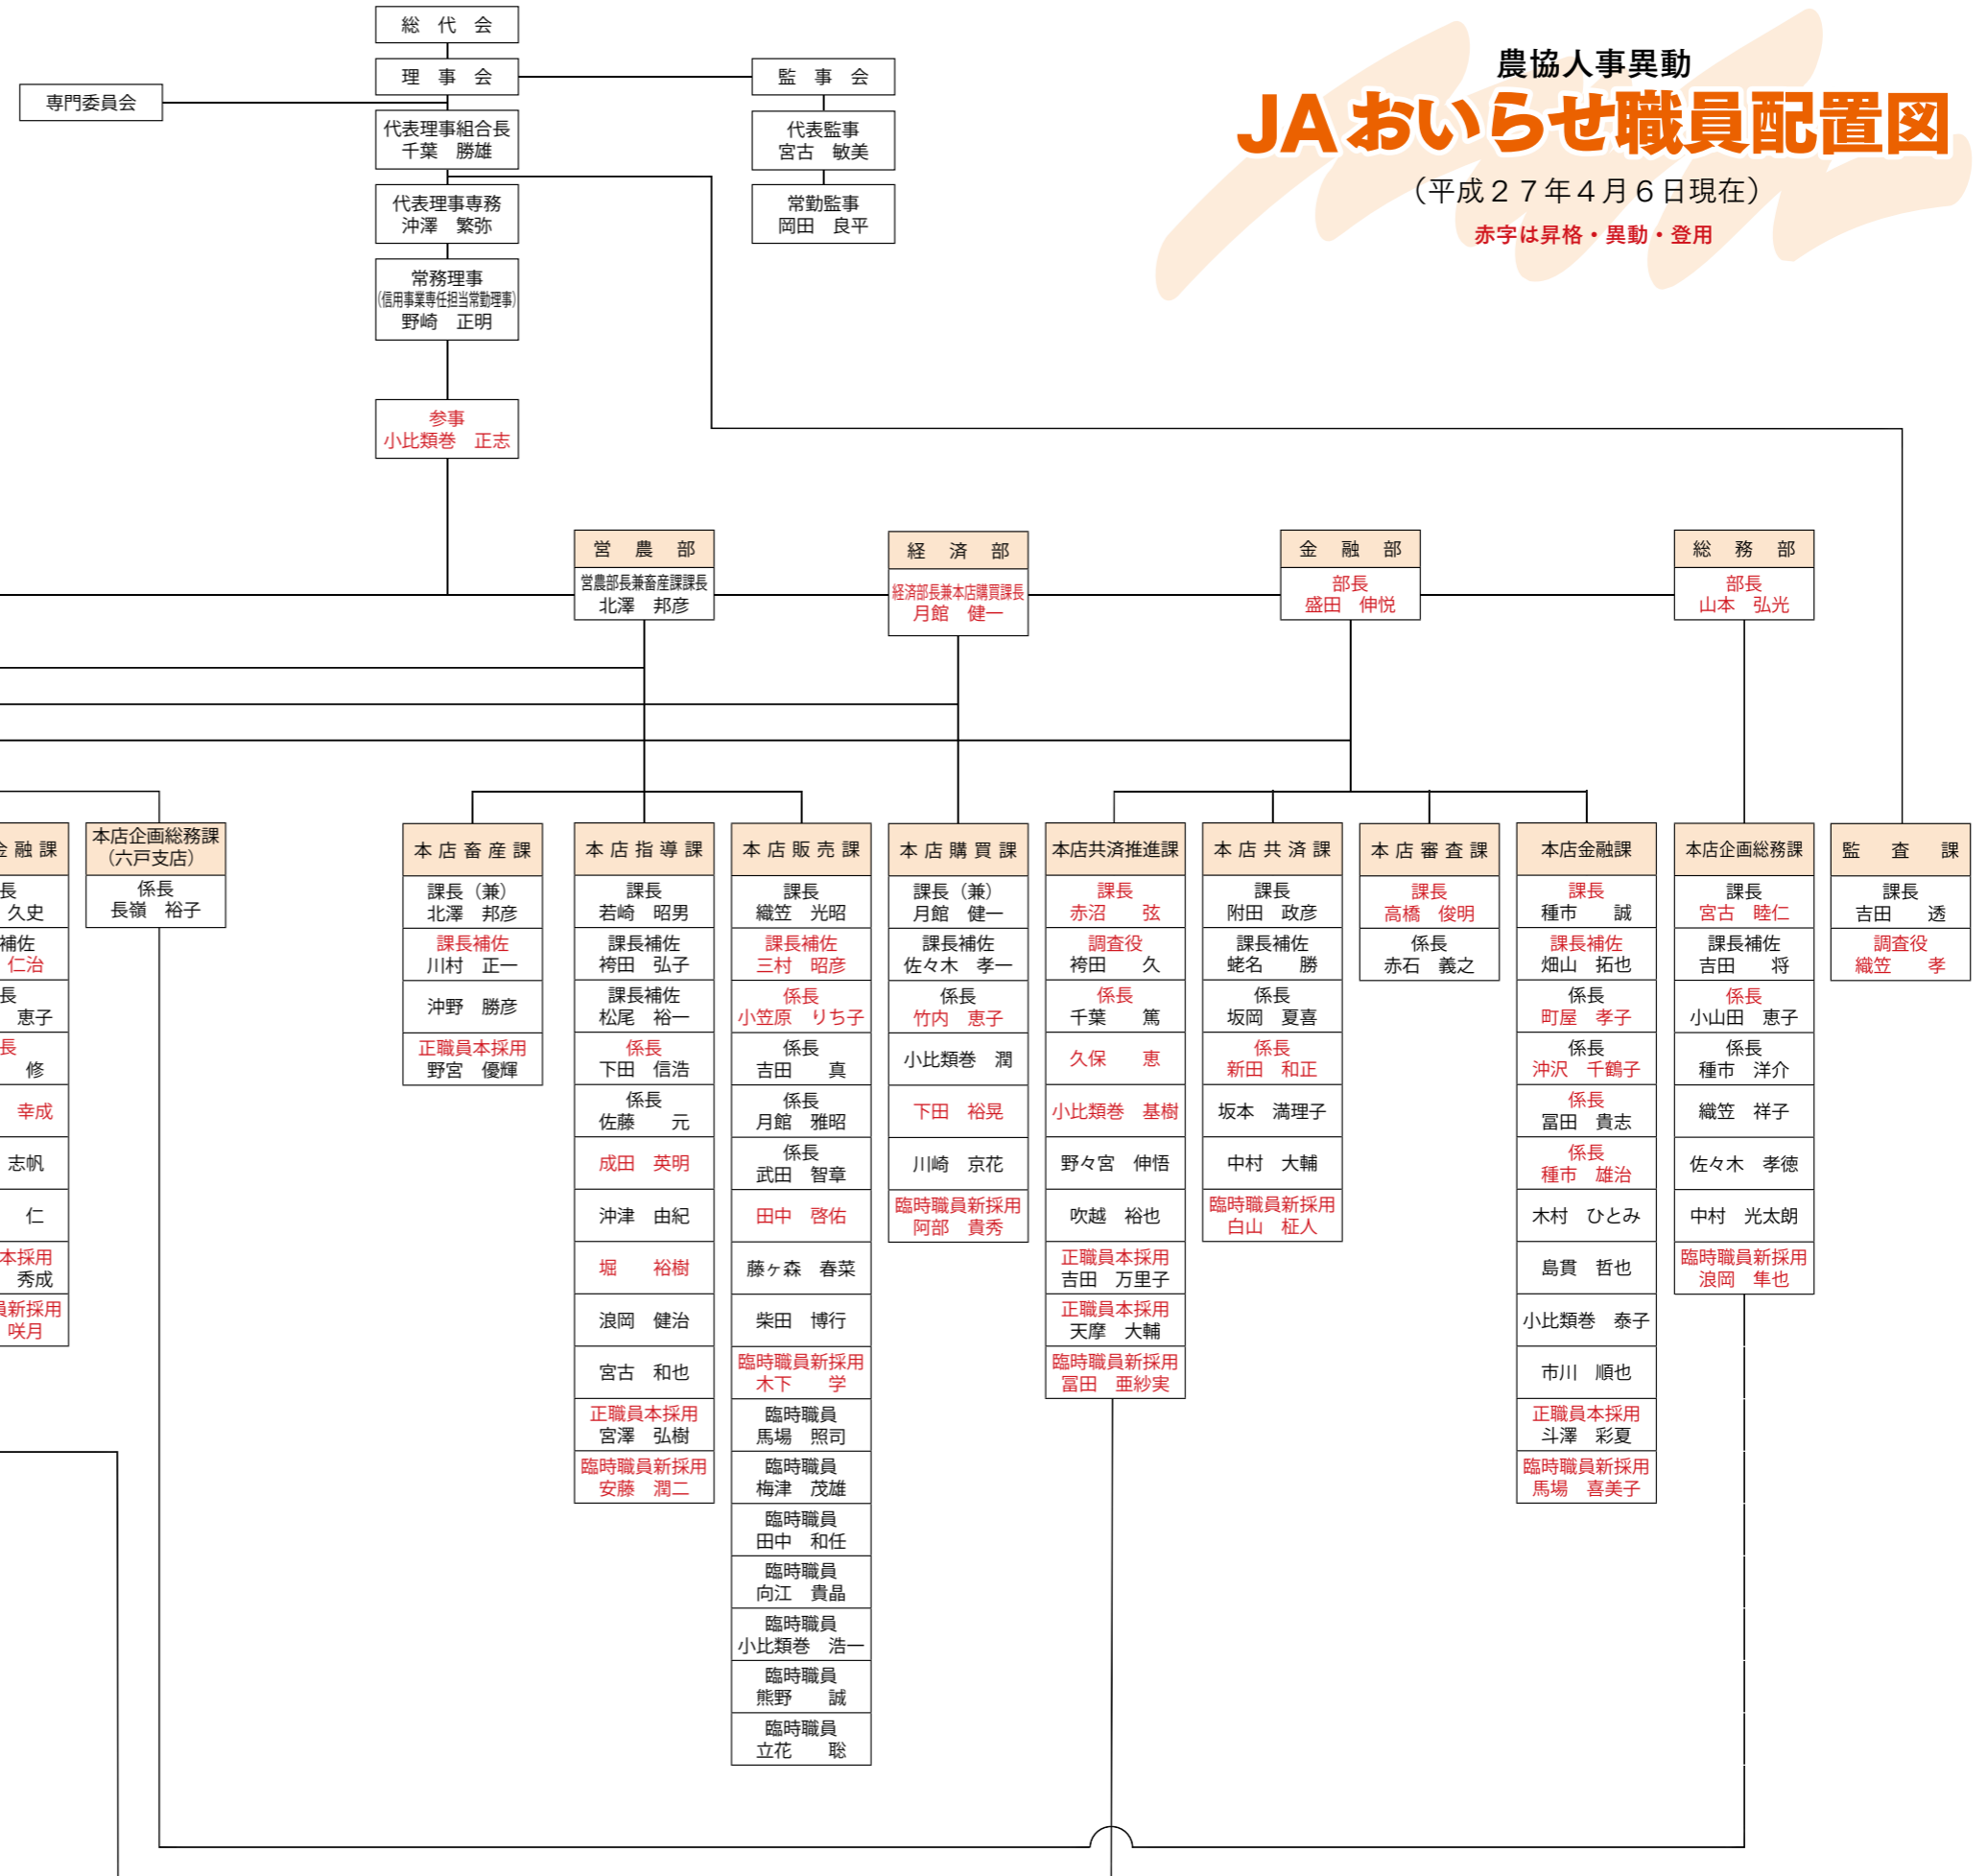 農協人事異動
JAおいらせ職員配置図
（平成２７年４月６日現在）
赤字は昇格・異動・登用
総　代　会
理　事　会
監　事　会
専門委員会
代表理事組合長
千葉　勝雄
代表監事
宮古　敏美
代表理事専務
沖澤　繁弥
常勤監事
岡田　良平
常務理事
（信用事業専任担当常勤理事）
野崎　正明
参事
小比類巻　正志
営　農　部
営農部長兼畜産課課長
北澤　邦彦
経　済　部
経済部長兼本店購買課長
月館　健一
金　融　部
部長
盛田　伸悦
総　務　部
部長
山本　弘光
融 課
長
久史
補佐
仁治
長
恵子
長
修
幸成
志帆
仁
本採用
秀成
員新採用
咲月
本店企画総務課
（六戸支店）
係長
長嶺　裕子
本 店 畜 産 課
課長（兼）
北澤　邦彦
課長補佐
川村　正一
沖野　勝彦
正職員本採用
野宮　優輝
本 店 指 導 課
課長
若崎　昭男
課長補佐
袴田　弘子
課長補佐
松尾　裕一
係長
下田　信浩
係長
佐藤　　元
成田　英明
沖津　由紀
堀　　裕樹
浪岡　健治
宮古　和也
正職員本採用
宮澤　弘樹
臨時職員新採用
安藤　潤二
本 店 販 売 課
課長
織笠　光昭
課長補佐
三村　昭彦
係長
小笠原　りち子
係長
吉田　　真
係長
月館　雅昭
係長
武田　智章
田中　啓佑
藤ヶ森　春菜
柴田　博行
臨時職員新採用
木下　　学
臨時職員
馬場　照司
臨時職員
梅津　茂雄
臨時職員
田中　和任
臨時職員
向江　貴晶
臨時職員
小比類巻　浩一
臨時職員
熊野　　誠
臨時職員
立花　　聡
本 店 購 買 課
課長（兼）
月館　健一
課長補佐
佐々木　孝一
係長
竹内　恵子
小比類巻　潤
下田　裕晃
川崎　京花
臨時職員新採用
阿部　貴秀
本店共済推進課
課長
赤沼　　弦
調査役
袴田　　久
係長
千葉　　篤
久保　　恵
小比類巻　基樹
野々宮　伸悟
吹越　裕也
正職員本採用
吉田　万里子
正職員本採用
天摩　大輔
臨時職員新採用
冨田　亜紗実
本 店 共 済 課
課長
附田　政彦
課長補佐
蛯名　　勝
係長
坂岡　夏喜
係長
新田　和正
坂本　満理子
中村　大輔
臨時職員新採用
白山　柾人
本 店 審 査 課
課長
高橋　俊明
係長
赤石　義之
本店金融課
課長
種市　　誠
課長補佐
畑山　拓也
係長
町屋　孝子
係長
沖沢　千鶴子
係長
冨田　貴志
係長
種市　雄治
木村　ひとみ
島貫　哲也
小比類巻　泰子
市川　順也
正職員本採用
斗澤　彩夏
臨時職員新採用
馬場　喜美子
本店企画総務課
課長
宮古　睦仁
課長補佐
吉田　　将
係長
小山田　恵子
係長
種市　洋介
織笠　祥子
佐々木　孝徳
中村　光太朗
臨時職員新採用
浪岡　隼也
監　査　課
課長
吉田　　透
調査役
織笠　　孝